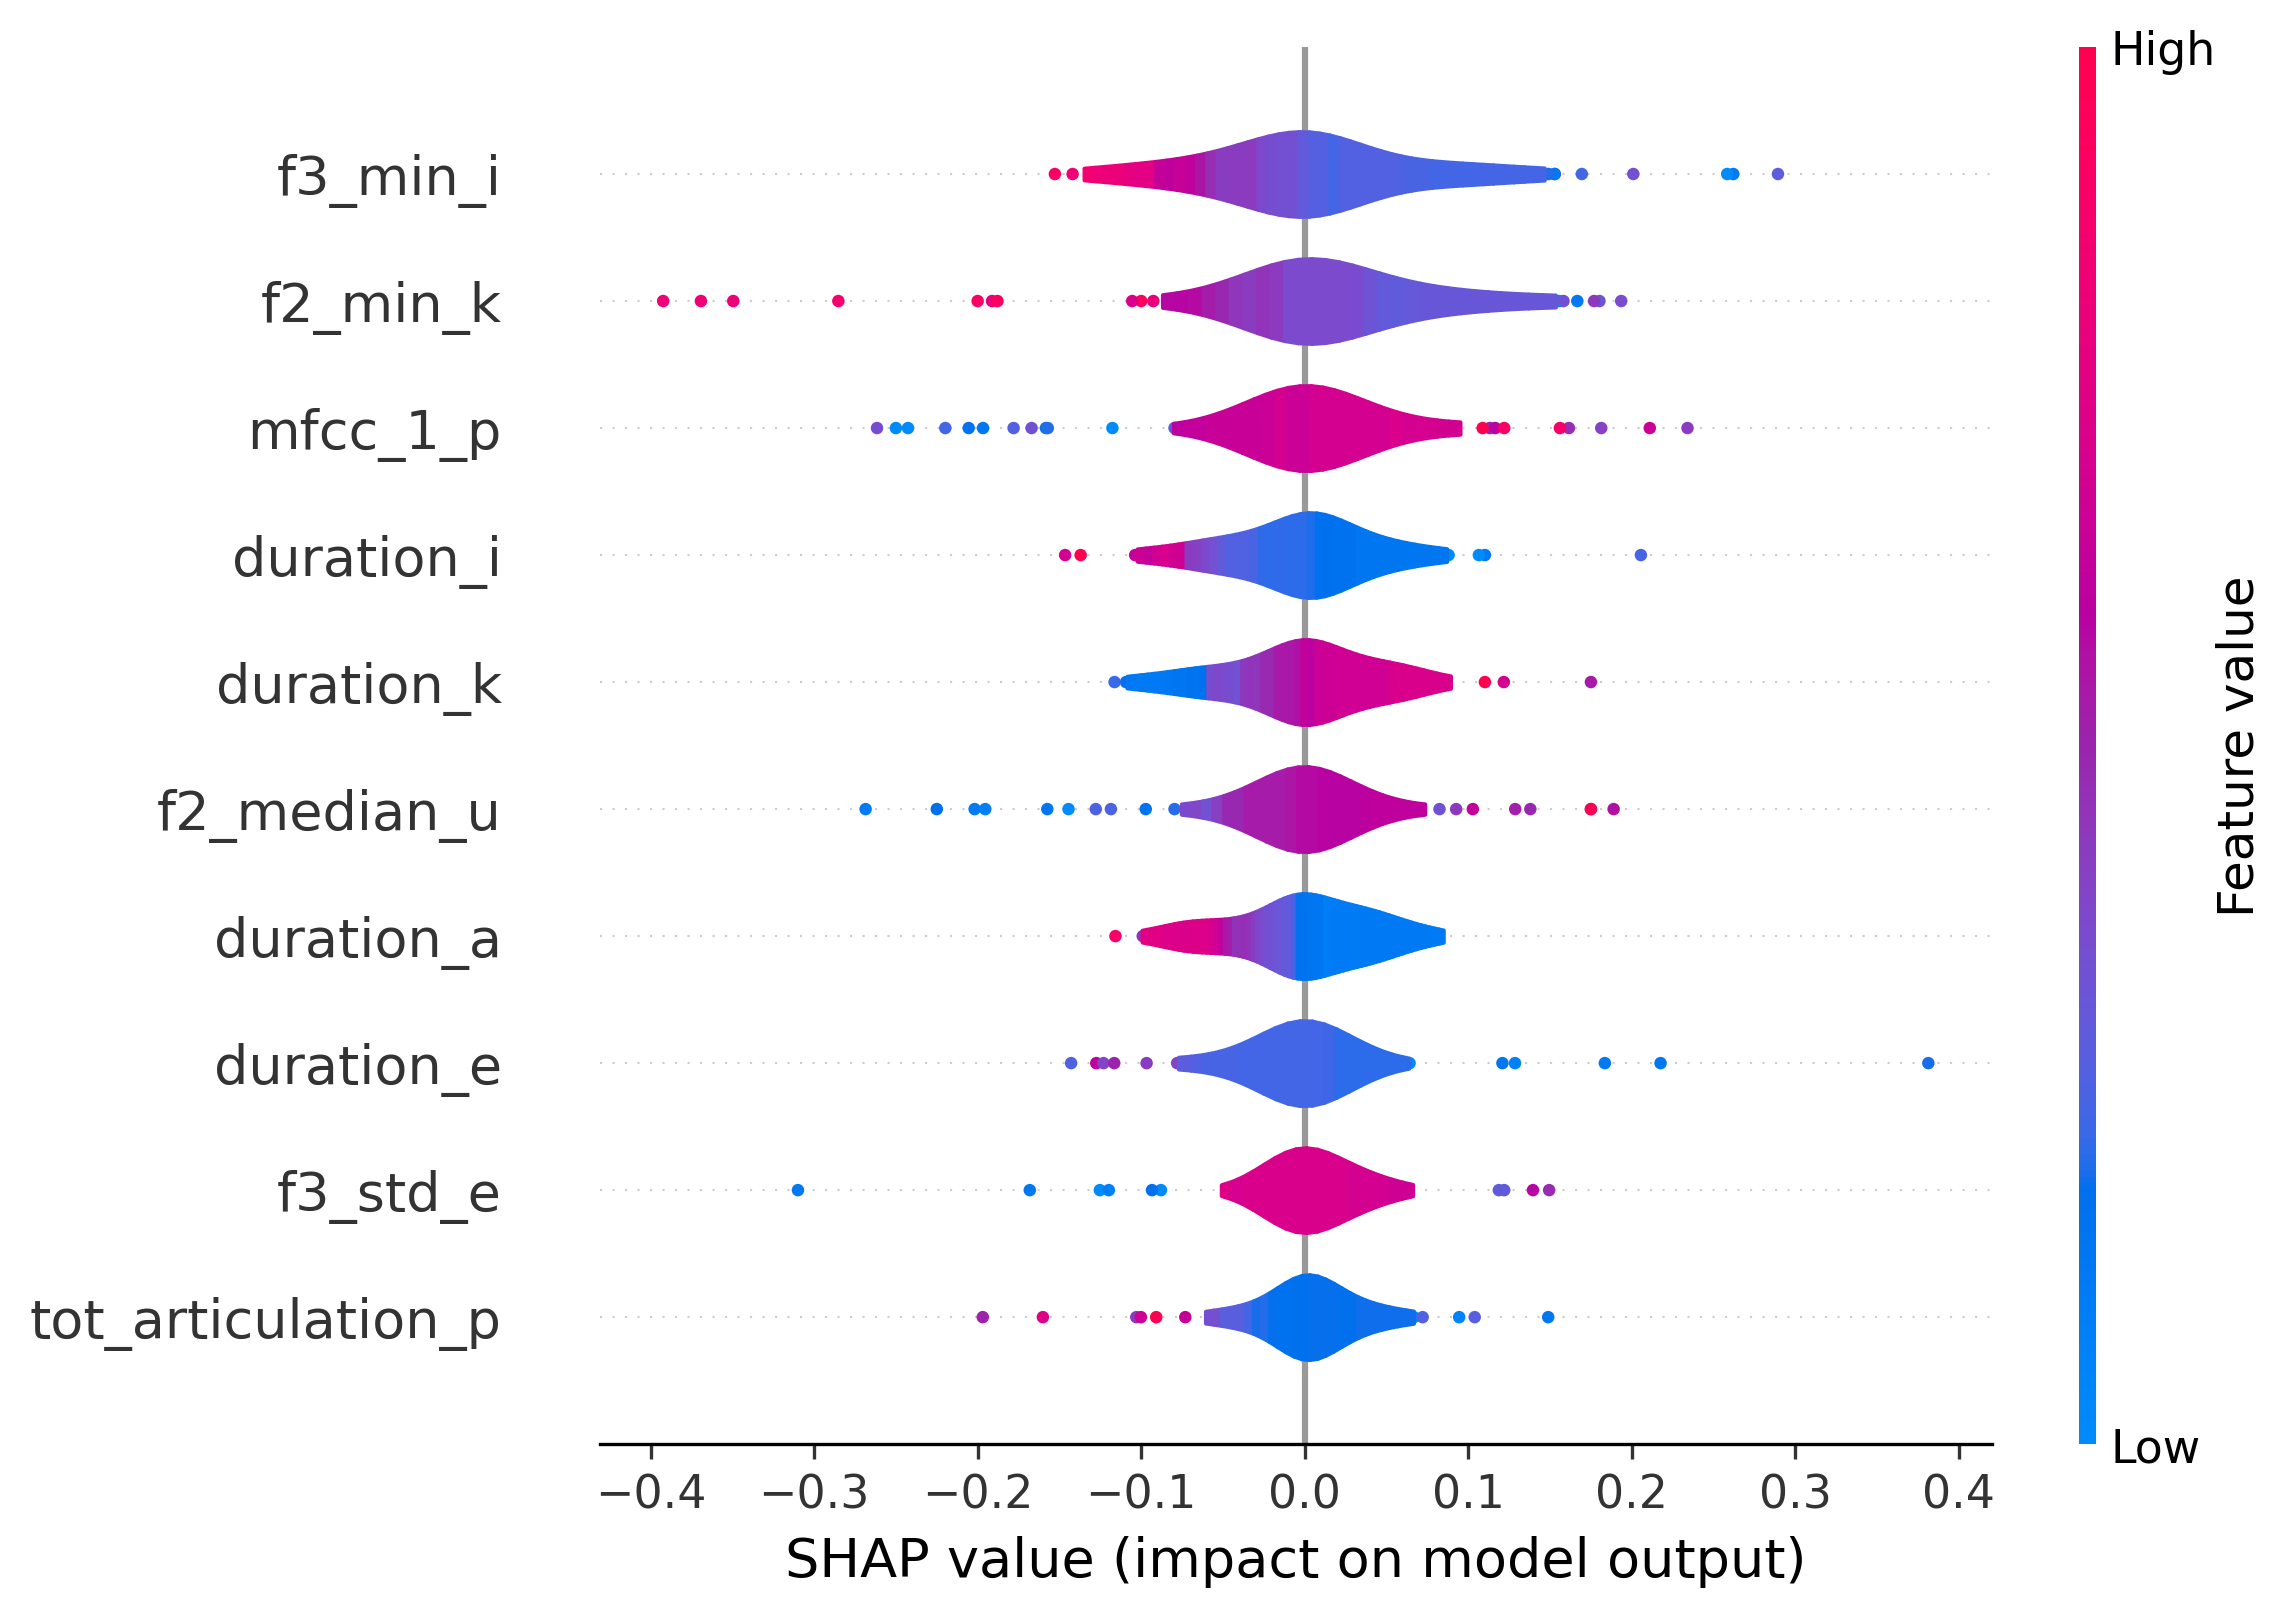 High
f3_min_i
f2_min_k
mfcc_1_p
duration_i
duration_k
f2_median_u
duration_a
duration_e
f3_std_e
tot_articulation_p
Feature value
Low
−0.4 −0.3 −0.2 −0.1 0.0 0.1 0.2 0.3 0.4
SHAP value (impact on model output)